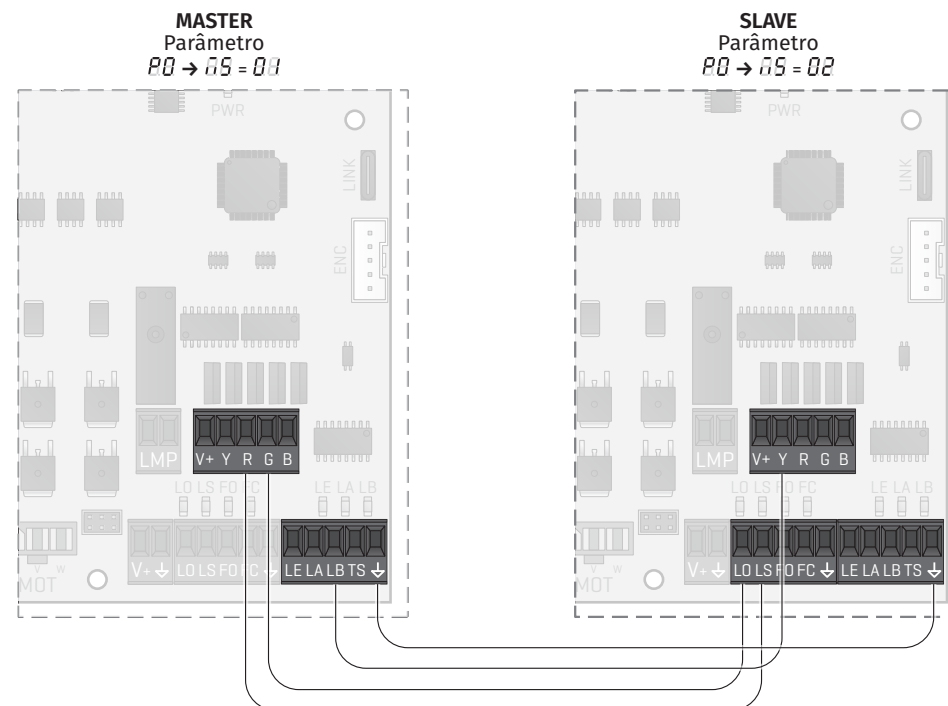 MASTER
Parâmetro
P0 → MS = 01
PWR
LINK
ENC
LMP
V+ Y R G B
LO LS FO FC
LE LA LB
V+
LO LS FO FC
LE LA LB TS
V W
MOT
SLAVE
Parâmetro
P0 → MS = 02
PWR
LINK
ENC
LMP
V+ Y R G B
LO LS FO FC
LE LA LB
V+
LO LS FO FC
LE LA LB TS
V W
MOT